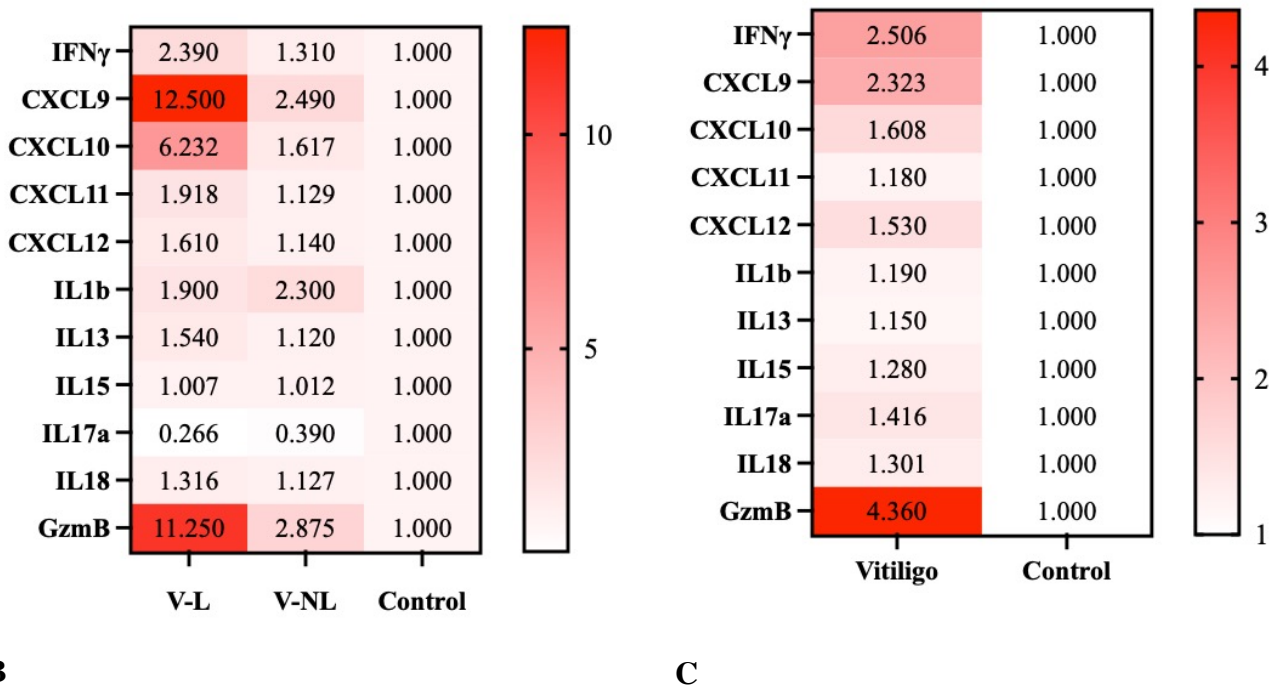 IFNγ 2.390 1.310 1.000
CXCL9 12.500 2.490 1.000
CXCL10 6.232 1.617 1.000
CXCL11 1.918 1.129 1.000
CXCL12 1.610 1.140 1.000
IL1b 1.900 2.300 1.000
IL13 1.540 1.120 1.000
IL15 1.007 1.012 1.000
IL17a 0.266 0.390 1.000
IL18 1.316 1.127 1.000
GzmB 11.250 2.875 1.000
V-L V-NL Control
10
5
IFNγ 2.506 1.000
CXCL9 2.323 1.000
CXCL10 1.608 1.000
CXCL11 1.180 1.000
CXCL12 1.530 1.000
IL1b 1.190 1.000
IL13 1.150 1.000
IL15 1.280 1.000
IL17a 1.416 1.000
IL18 1.301 1.000
GzmB 4.360 1.000
Vitiligo Control
4
3
2
1
C